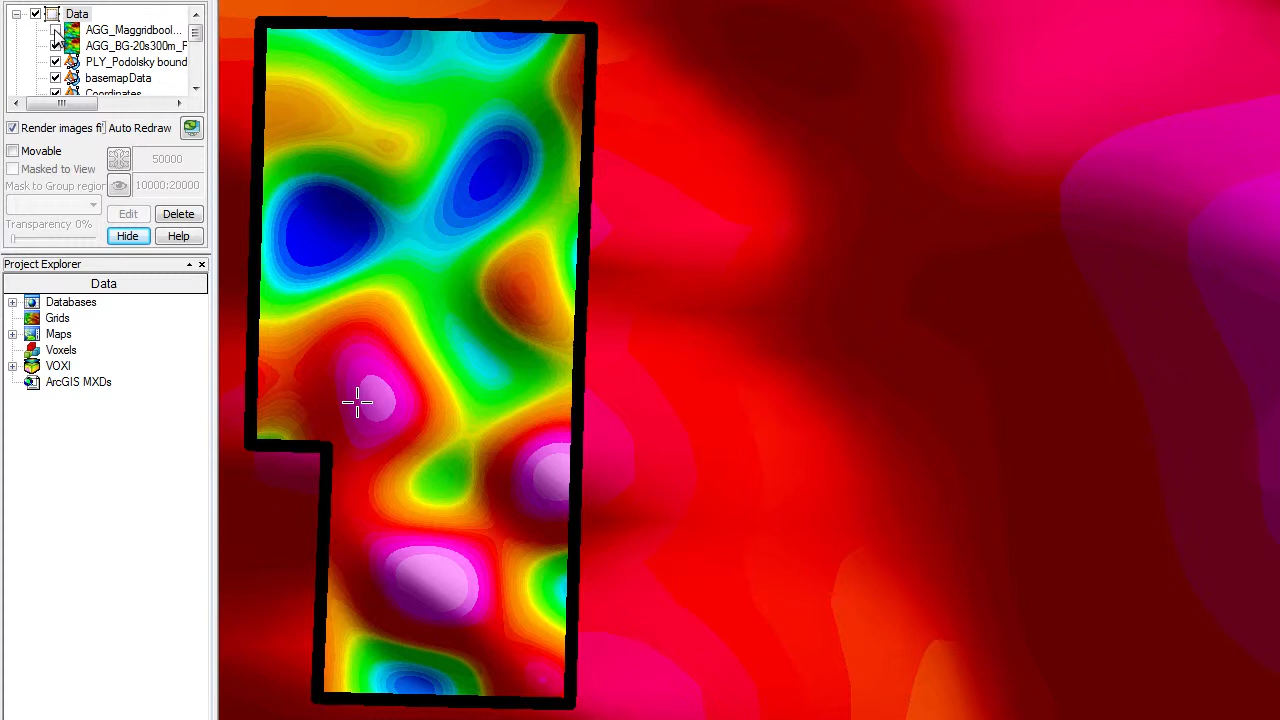 Data
AGG_Maggridbool...
AGG_BG-20s300m_F
PLY_Podolsky bound
basemapData
Coordinates
Render images fi Auto Redraw
Movable
50000
Masked to View
Mask to Group region
10000:20000
Transparency 0%
Edit
Delete
Hide
Help
Project Explorer
Data
Databases
Grids
Maps
Voxels
VOXI
ArcGIS MXDs